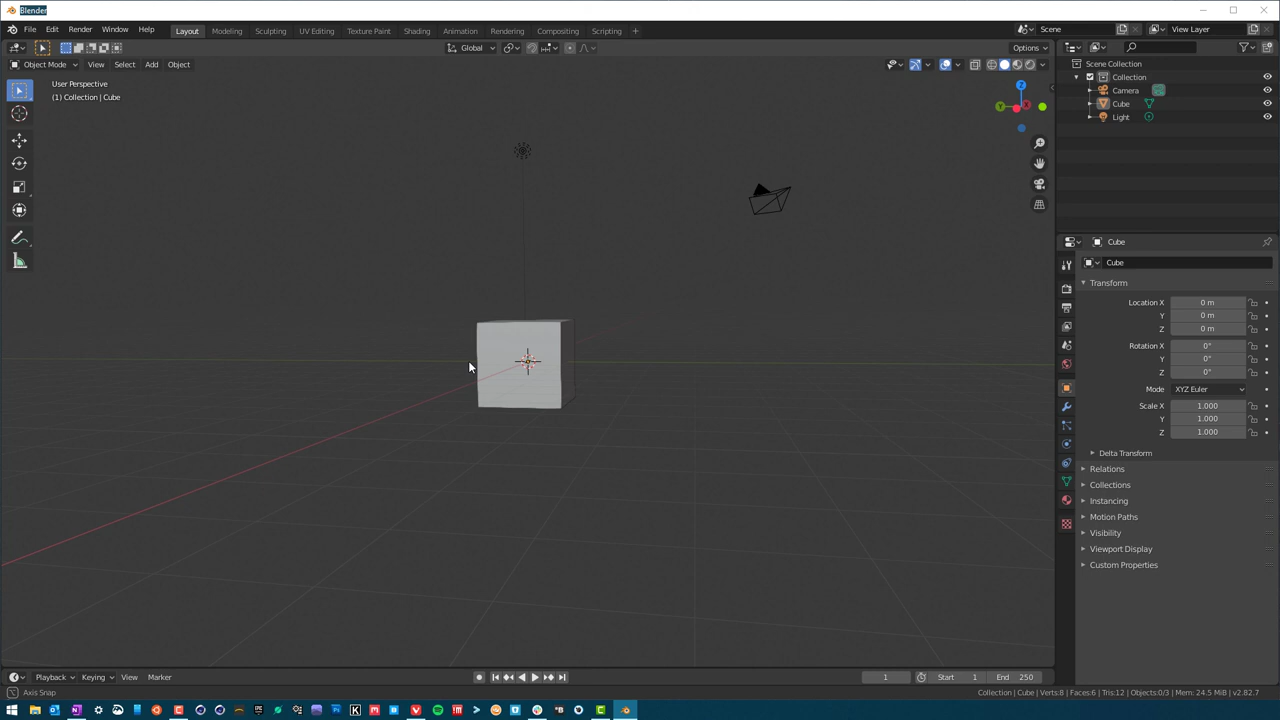 Blender
File Edit Render Window Help Layout Modeling Sculpting UV Editing Texture Paint Shading Animation Rendering Compositing Scripting + Scene View Layer
Global Options
Object Mode View Select Add Object
User Perspective
(1) Collection | Cube
Z
Y
X
Scene Collection
Collection
Camera
Cube
Light
Cube
Cube
Transform
Location X 0 m
Y 0 m
Z 0 m
Rotation X 0°
Y 0°
Z 0°
Mode XYZ Euler
Scale X 1.000
Y 1.000
Z 1.000
Delta Transform
Relations
Collections
Instancing
Motion Paths
Visibility
Viewport Display
Custom Properties
Playback Keying View Marker 1 Start 1 End 250
Axis Snap Collection | Cube | Verts:8 | Faces:6 | Tris:12 | Objects:0/3 | Mem: 24.5 MiB | v2.82.7